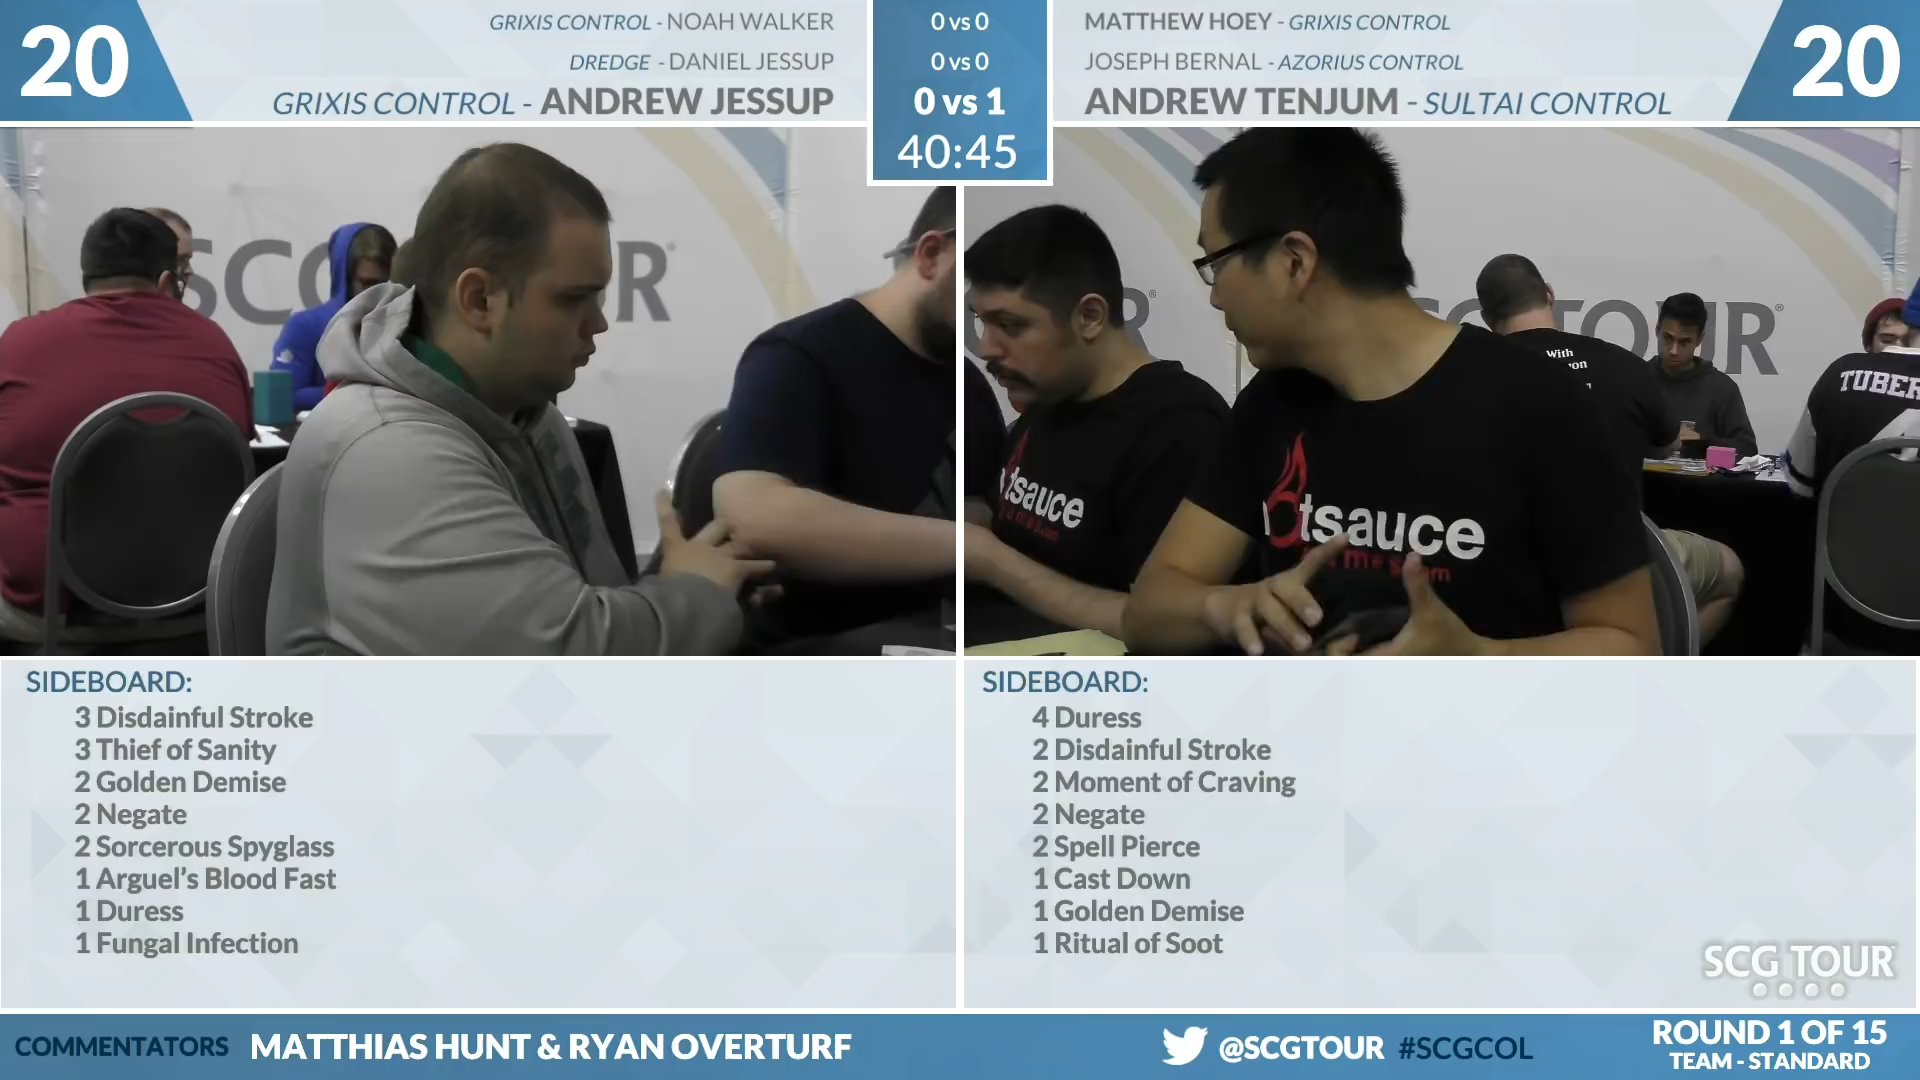 20
GRIXIS CONTROL - NOAH WALKER
0 vs 0
MATTHEW HOEY - GRIXIS CONTROL
20
DREDGE - DANIEL JESSUP
0 vs 0
JOSEPH BERNAL - AZORIUS CONTROL
GRIXIS CONTROL - ANDREW JESSUP
0 vs 1
ANDREW TENJUM - SULTAI CONTROL
40:45
SCG
R
TOUR
With
TUBER
tsauce
tsauce
SIDEBOARD:
3 Disdainful Stroke
3 Thief of Sanity
2 Golden Demise
2 Negate
2 Sorcerous Spyglass
1 Arguel's Blood Fast
1 Duress
1 Fungal Infection
SIDEBOARD:
4 Duress
2 Disdainful Stroke
2 Moment of Craving
2 Negate
2 Spell Pierce
1 Cast Down
1 Golden Demise
1 Ritual of Soot
SCG TOUR
COMMENTATORS MATTHIAS HUNT & RYAN OVERTURF
@SCGTOUR #SCGCOL
ROUND 1 OF 15
TEAM - STANDARD